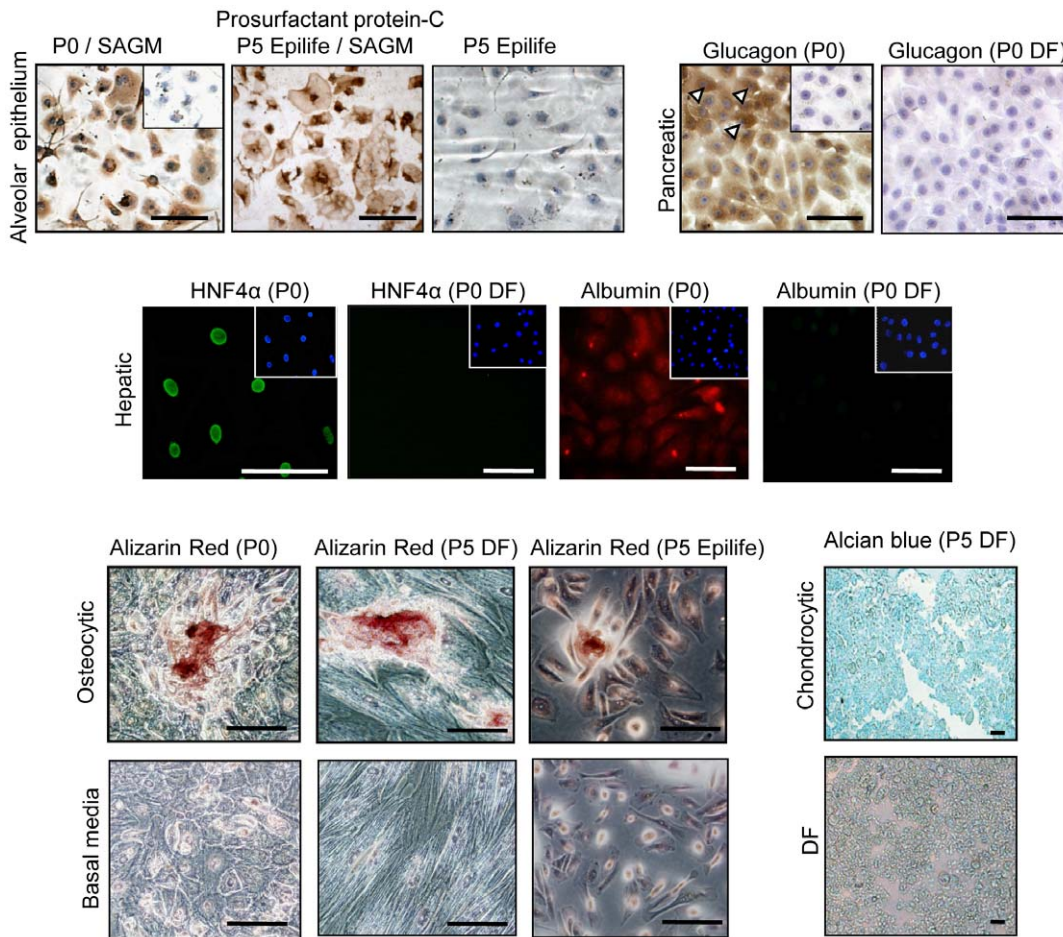 Prosurfactant protein-C
P0 / SAGM
P5 Epilife / SAGM
P5 Epilife
Glucagon (P0)
Glucagon (P0 DF)
Alveolar epithelium
Pancreatic
HNF4α (P0)
HNF4α (P0 DF)
Albumin (P0)
Albumin (P0 DF)
Hepatic
Alizarin Red (P0)
Alizarin Red (P5 DF)
Alizarin Red (P5 Epilife)
Alcian blue (P5 DF)
Osteocytic
Chondrocytic
Basal media
DF